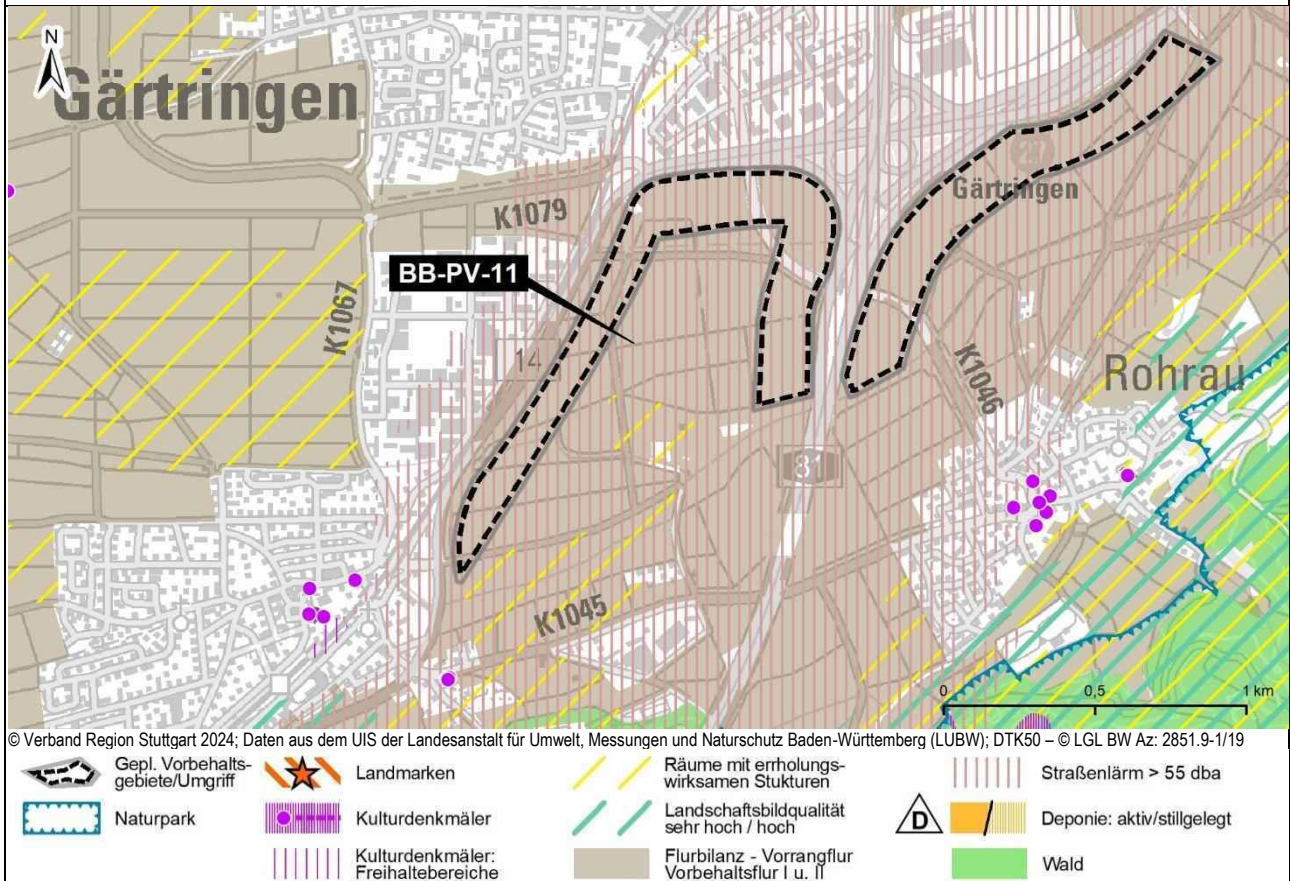 N
Gärtringen
K1079
BB-PV-11
K1067
14
Gärtringen
K1046
Rohrau
81
K1045
0 0,5 1 km
© Verband Region Stuttgart 2024; Daten aus dem UIS der Landesanstalt für Umwelt, Messungen und Naturschutz Baden-Württemberg (LUBW); DTK50 – © LGL BW Az: 2851.9-1/19
Gepl. Vorbehalts-
gebiete/Umgriff
Naturpark
Landmarken
Kulturdenkmäler
Kulturdenkmäler:
Freihaltebereiche
Räume mit errholungs-
wirksamen Stukturen
Landschaftsbildqualität
sehr hoch / hoch
Flurbilanz - Vorrangflur
Vorbehaltsflur I u. II
Straßenlärm > 55 dba
D
Deponie: aktiv/stillgelegt
Wald